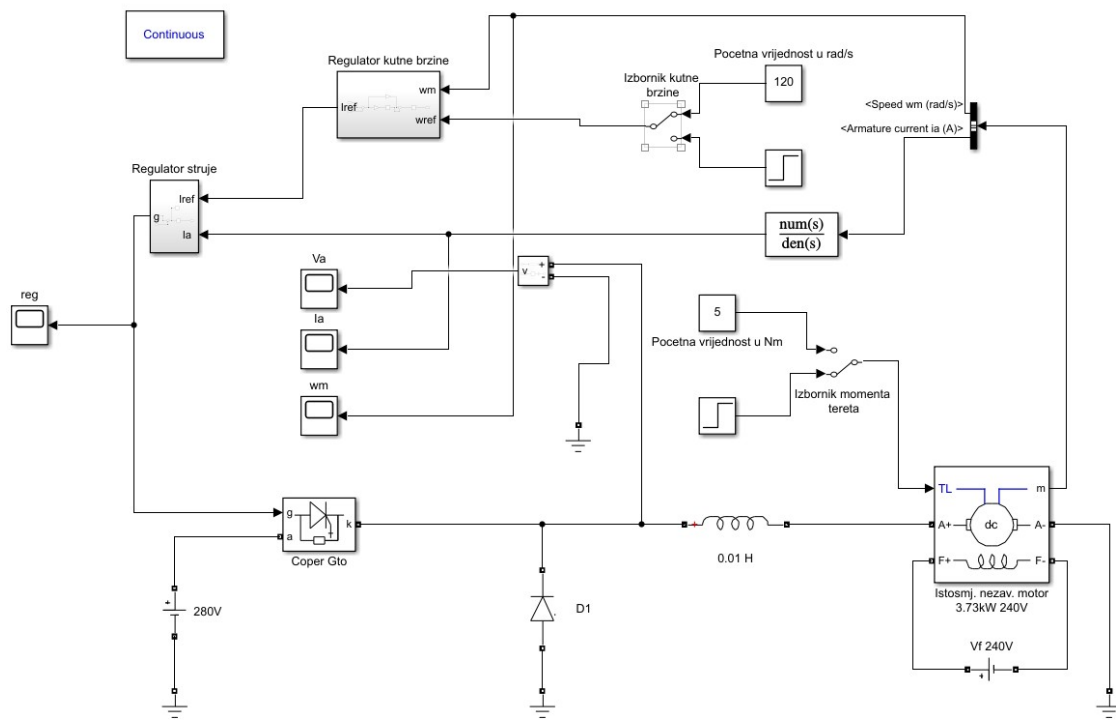 Continuous
Regulator kutne brzine
wm
Iref
wref
Izbornik kutne
brzine
Pocetna vrijednost u rad/s
120
<Speed wm (rad/s)>
<Armature current ia (A)>
Regulator struje
Iref
g
Ia
num(s)
den(s)
Va
v
+
-
reg
Ia
5
Pocetna vrijednost u Nm
wm
Izbornik momenta
tereta
g
a
k
Coper Gto
+
280V
D1
+
0.01 H
TL
m
A+
dc
A-
F+
F-
Istosmj. nezav. motor
3.73kW 240V
Vf 240V
+